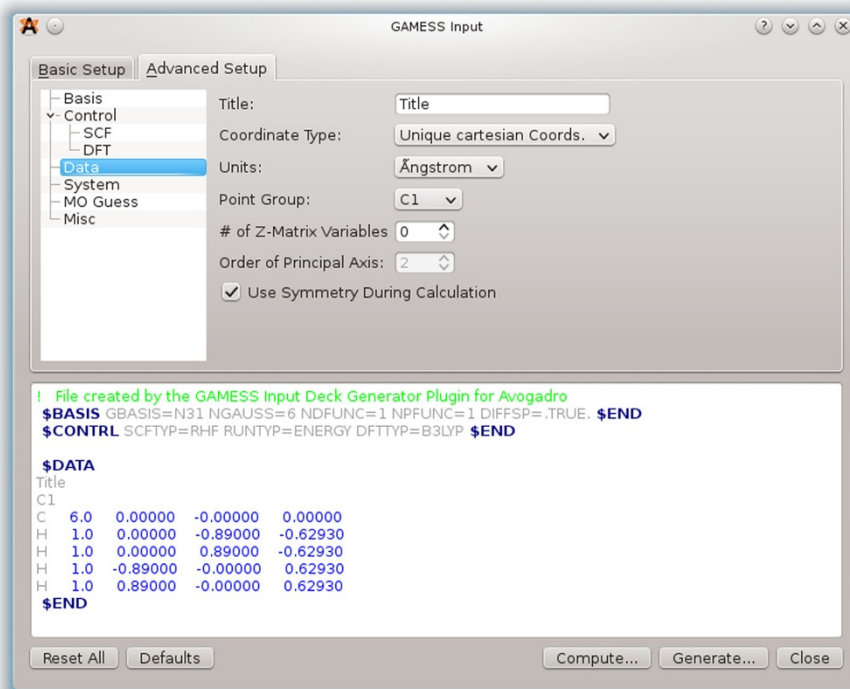 GAMESS Input
Basic Setup Advanced Setup
Basis
Control
SCF
DFT
Data
System
MO Guess
Misc
Title: Title
Coordinate Type: Unique cartesian Coords.
Units: Ångstrom
Point Group: C1
# of Z-Matrix Variables 0
Order of Principal Axis: 2
Use Symmetry During Calculation
! File created by the GAMESS Input Deck Generator Plugin for Avogadro
$BASIS GBASIS=N31 NGAUSS=6 NDFUNC=1 NPFUNC=1 DIFFSP=.TRUE. $END
$CONTRL SCFTYP=RHF RUNTYP=ENERGY DFTTYP=B3LYP $END
$DATA
Title
C1
C 6.0 0.00000 -0.00000 0.00000
H 1.0 0.00000 -0.89000 -0.62930
H 1.0 0.00000 0.89000 -0.62930
H 1.0 -0.89000 -0.00000 0.62930
H 1.0 0.89000 -0.00000 0.62930
$END
Reset All Defaults Compute... Generate... Close